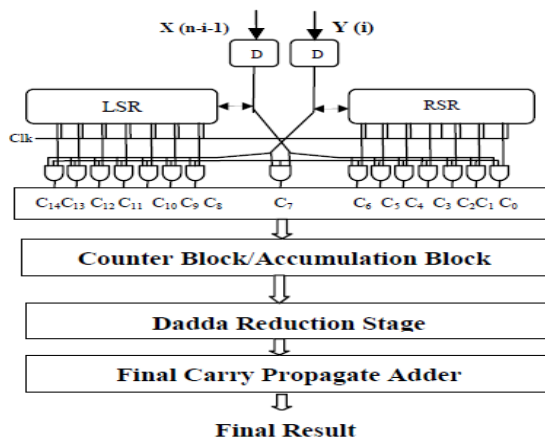 X (n-i-1) Y (i)
D D
LSR RSR
Clk
C14 C13 C12 C11 C10 C9 C8 C7 C6 C5 C4 C3 C2 C1 C0
Counter Block/Accumulation Block
Dadda Reduction Stage
Final Carry Propagate Adder
Final Result